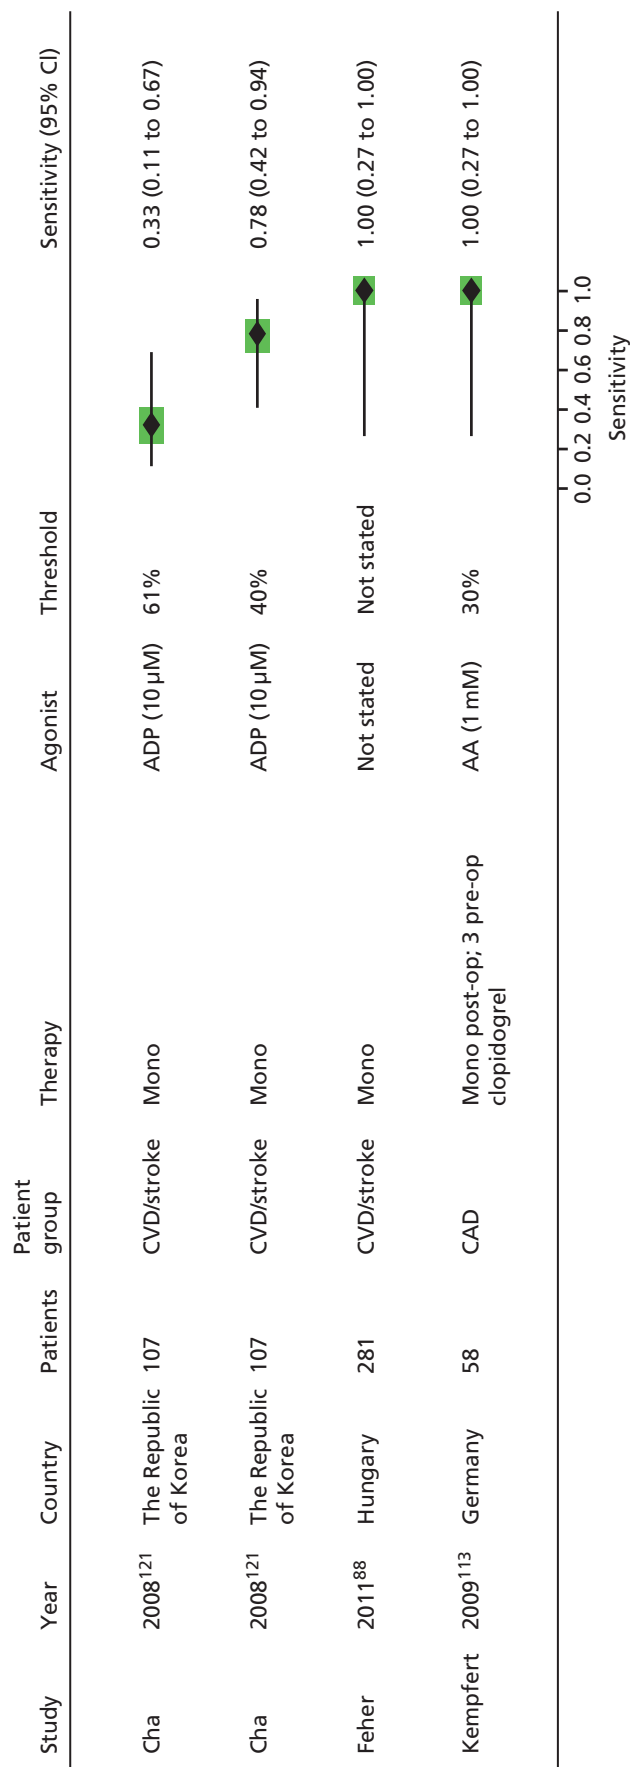 Study Year Country Patients Patient group Therapy Agonist Threshold Sensitivity (95% CI)
Cha 2008121 The Republic of Korea 107 CVD/stroke Mono ADP (10 µM) 61% 0.33 (0.11 to 0.67)
Cha 2008121 The Republic of Korea 107 CVD/stroke Mono ADP (10 µM) 40% 0.78 (0.42 to 0.94)
Feher 201188 Hungary 281 CVD/stroke Mono Not stated Not stated 1.00 (0.27 to 1.00)
Kempfert 2009113 Germany 58 CAD Mono post-op; 3 pre-op clopidogrel AA (1 mM) 30% 1.00 (0.27 to 1.00)
0.0 0.2 0.4 0.6 0.8 1.0
Sensitivity